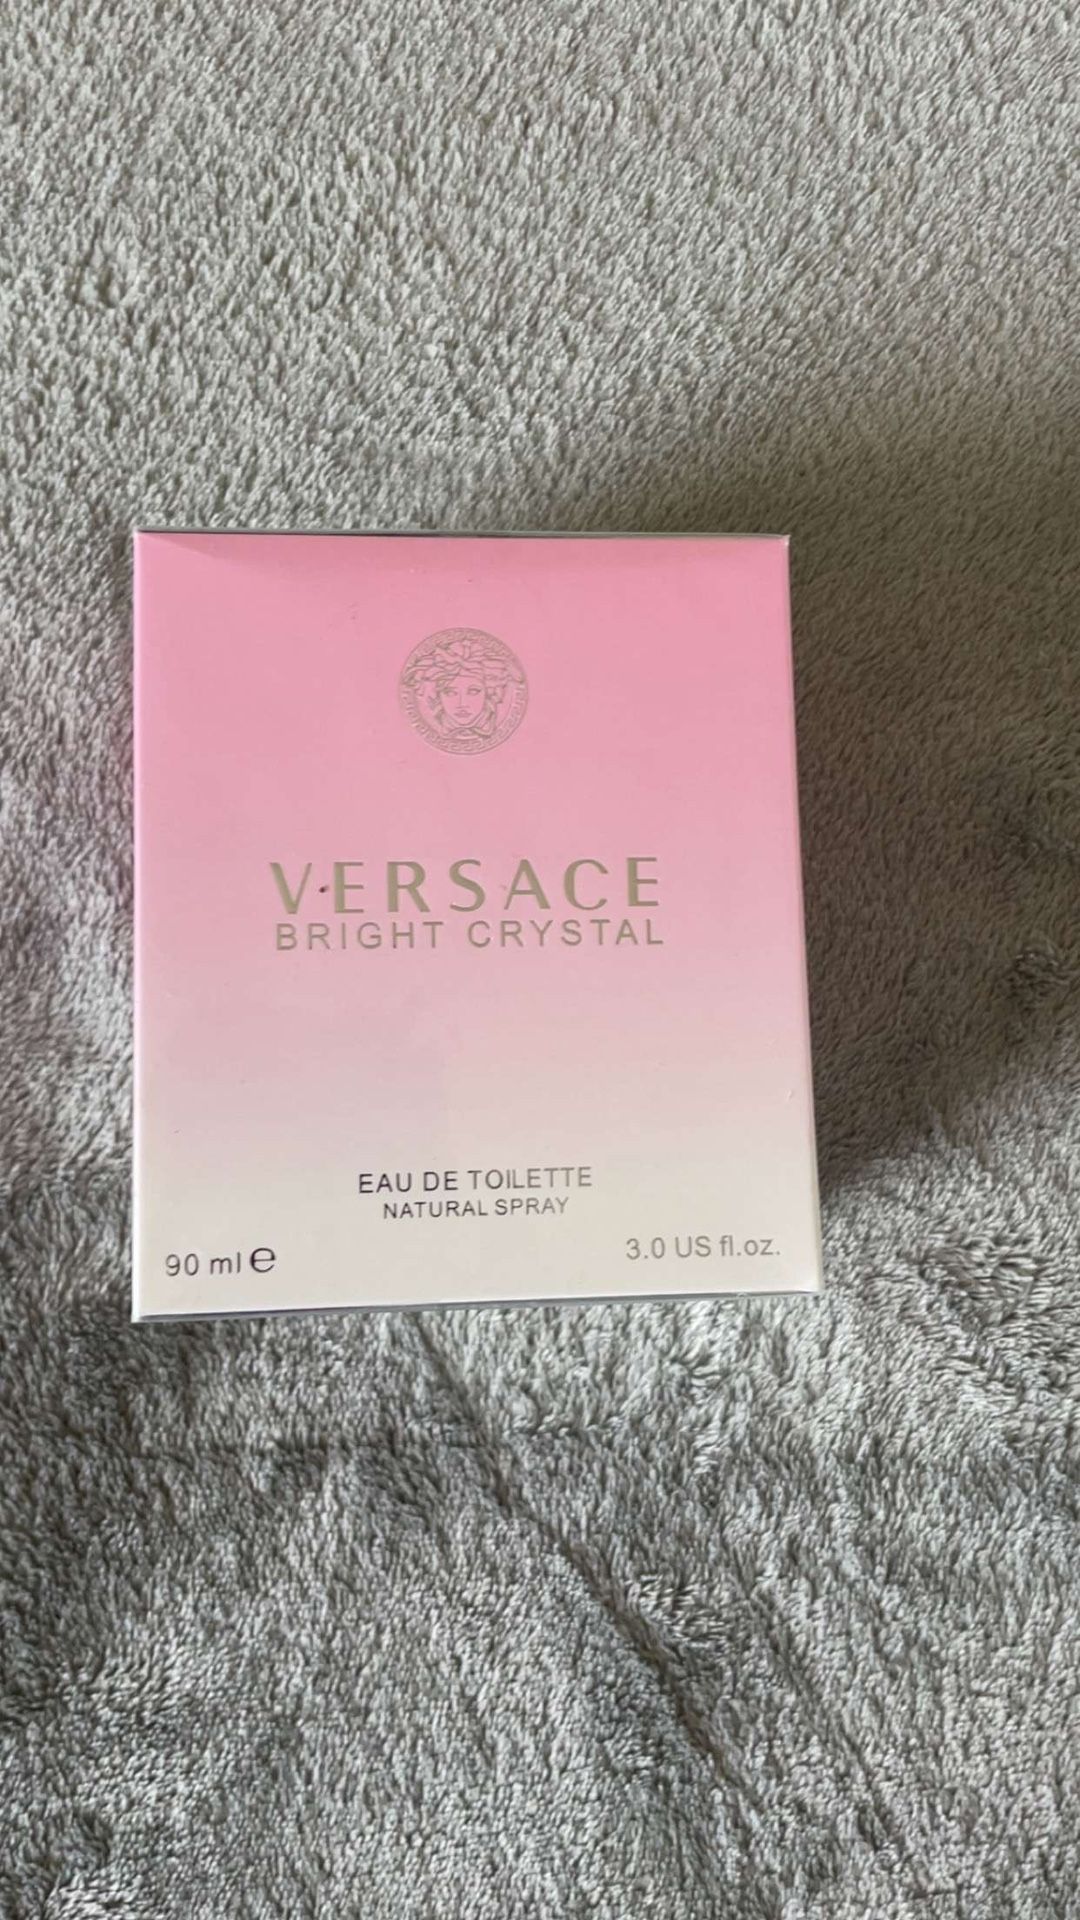 VERSACE
BRIGHT CRYSTAL
EAU DE TOILETTE
NATURAL SPRAY
90 ml e
3.0 US fl.oz.